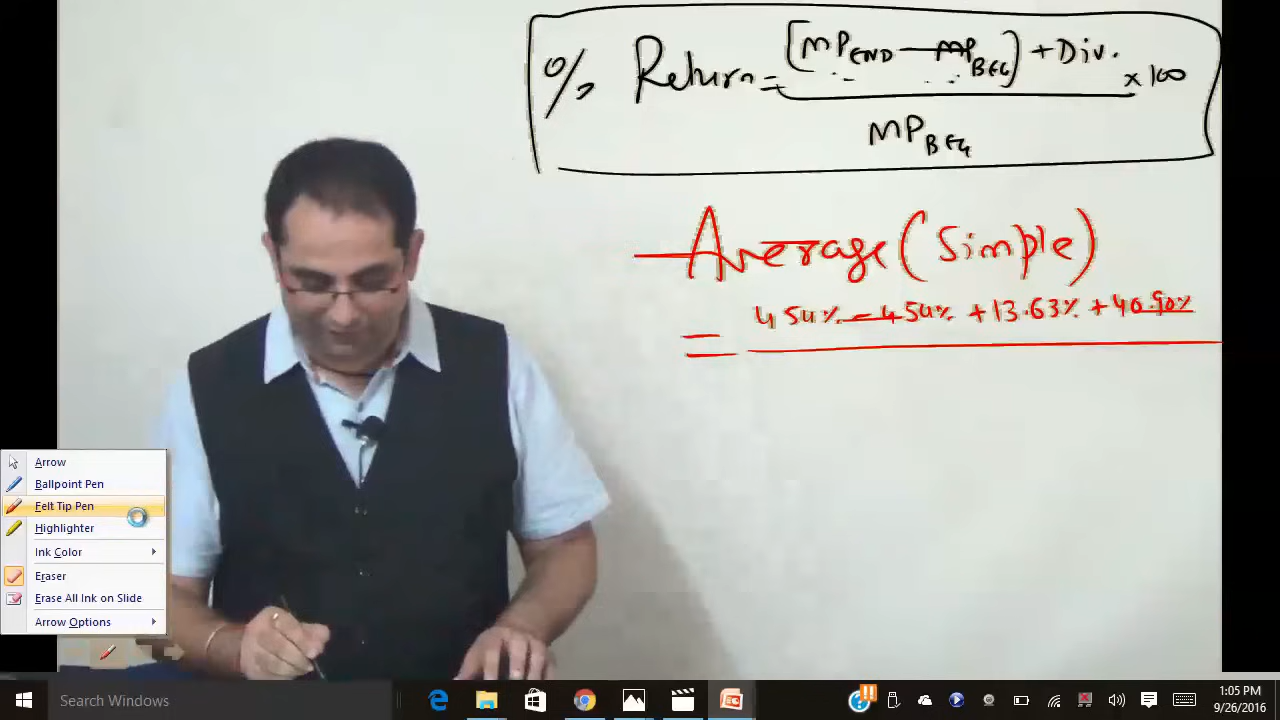 % Return = [MP END - MP BEG] + Div. x 100
MP BEG
Average (Simple)
= 4 54% - 4 54% + 13.63% + 40.90%
Arrow
Ballpoint Pen
Felt Tip Pen
Highlighter
Ink Color
Eraser
Erase All Ink on Slide
Arrow Options
Search Windows
1:05 PM
9/26/2016